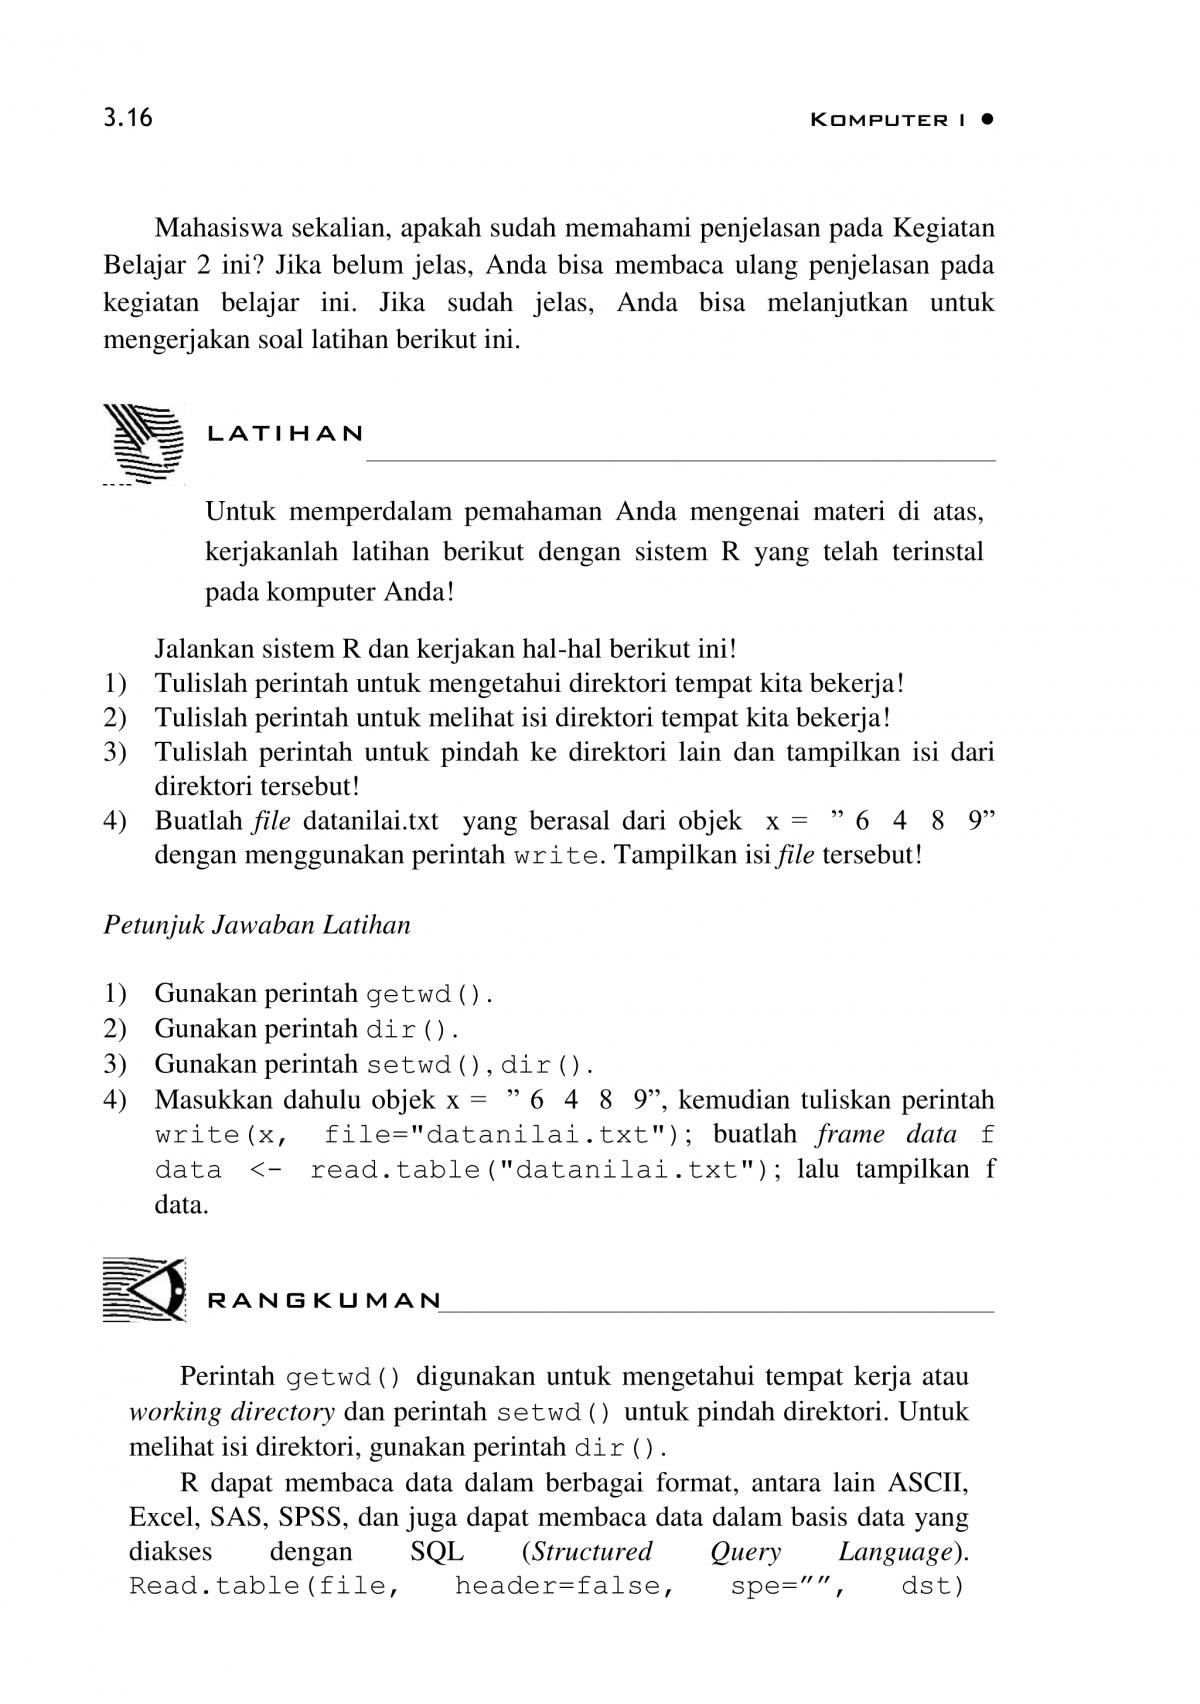 3.16 KOMPUTER I ●
Mahasiswa sekalian, apakah sudah memahami penjelasan pada Kegiatan
Belajar 2 ini? Jika belum jelas, Anda bisa membaca ulang penjelasan pada
kegiatan belajar ini. Jika sudah jelas, Anda bisa melanjutkan untuk
mengerjakan soal latihan berikut ini.
LATIHAN
Untuk memperdalam pemahaman Anda mengenai materi di atas,
kerjakanlah latihan berikut dengan sistem R yang telah terinstal
pada komputer Anda!
Jalankan sistem R dan kerjakan hal-hal berikut ini!
1) Tulislah perintah untuk mengetahui direktori tempat kita bekerja!
2) Tulislah perintah untuk melihat isi direktori tempat kita bekerja!
3) Tulislah perintah untuk pindah ke direktori lain dan tampilkan isi dari
direktori tersebut!
4) Buatlah file datanilai.txt yang berasal dari objek x = ” 6 4 8 9”
dengan menggunakan perintah write. Tampilkan isi file tersebut!
Petunjuk Jawaban Latihan
1) Gunakan perintah getwd().
2) Gunakan perintah dir().
3) Gunakan perintah setwd(), dir().
4) Masukkan dahulu objek x = ” 6 4 8 9”, kemudian tuliskan perintah
write(x, file="datanilai.txt"); buatlah frame data f
data <- read.table("datanilai.txt"); lalu tampilkan f
data.
RANGKUMAN
Perintah getwd() digunakan untuk mengetahui tempat kerja atau
working directory dan perintah setwd() untuk pindah direktori. Untuk
melihat isi direktori, gunakan perintah dir().
R dapat membaca data dalam berbagai format, antara lain ASCII,
Excel, SAS, SPSS, dan juga dapat membaca data dalam basis data yang
diakses dengan SQL (Structured Query Language).
Read.table(file, header=false, spe=””, dst)